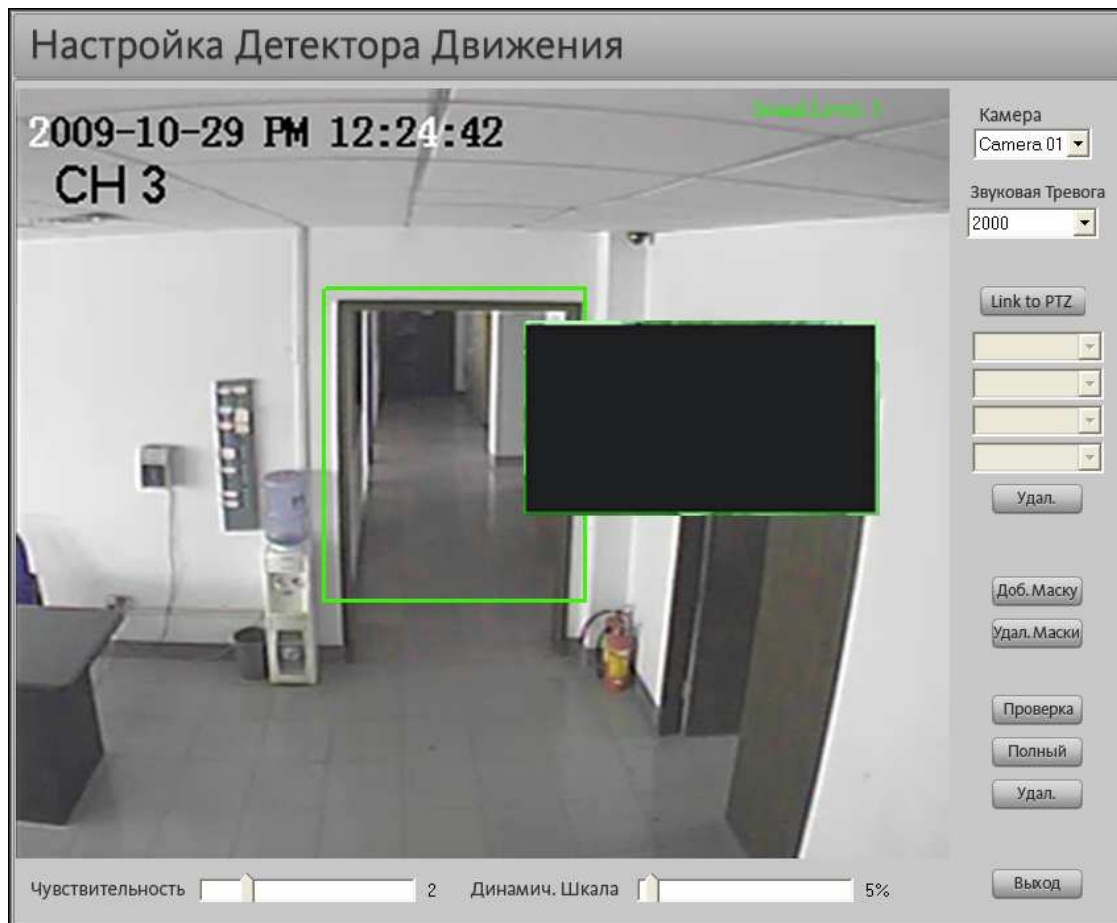 Настройка Детектора Движения
2009-10-29 PM 12:24:42
CH 3
Камера
Camera 01
Звуковая Тревога
2000
Link to PTZ
Удал.
Доб. Маску
Удал. Маски
Проверка
Полный
Удал.
Чувствительность 2 Динамич. Шкала 5%
Выход